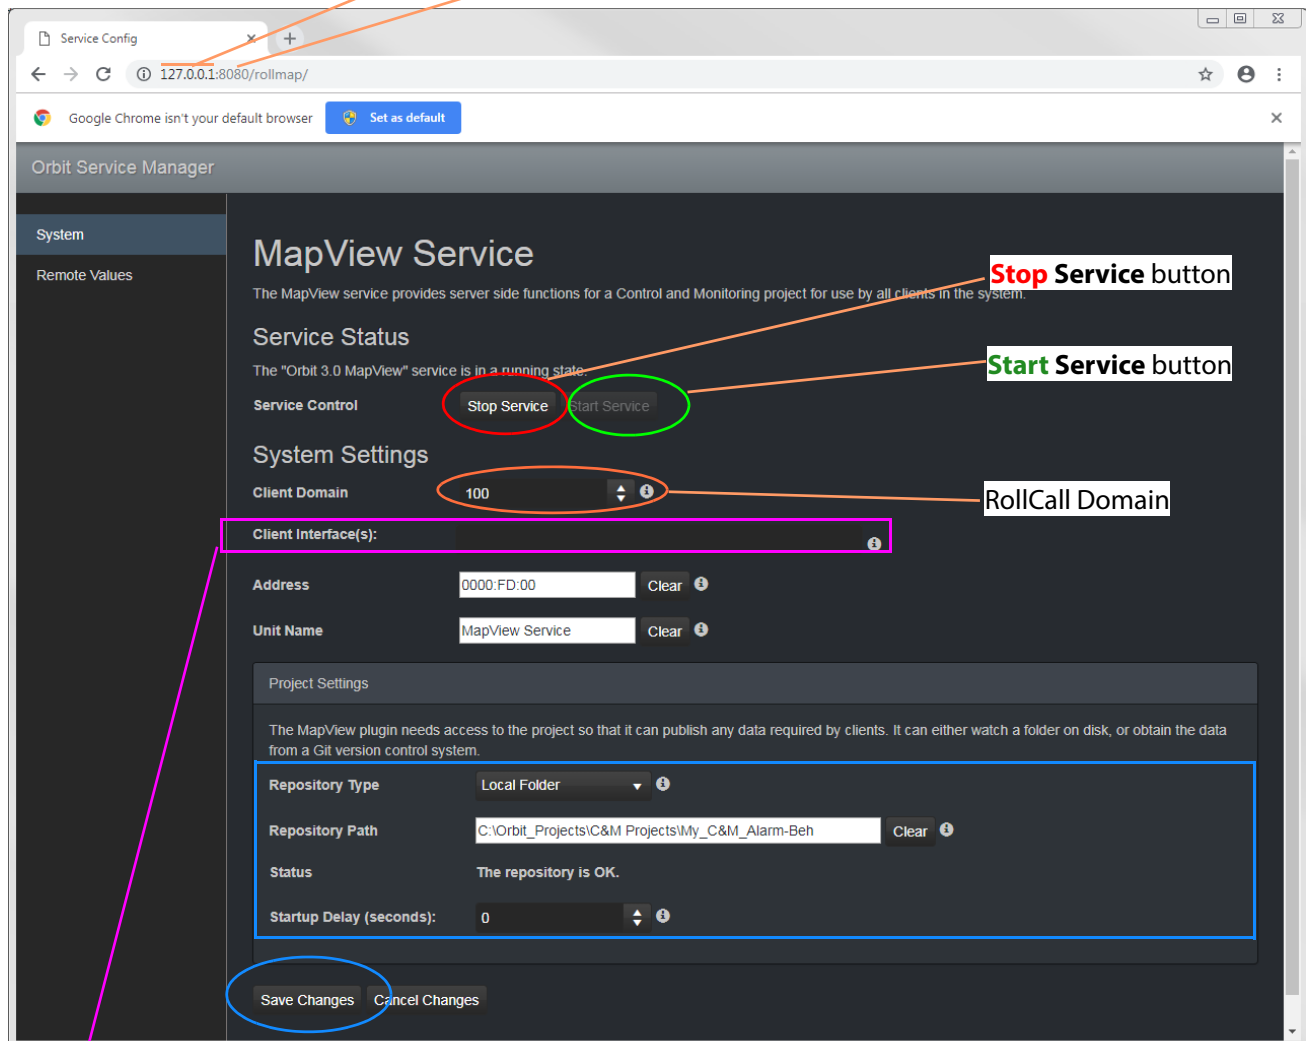 Service Config
127.0.0.1:8080/rollmap/
Google Chrome isn't your default browser
Set as default
Orbit Service Manager
System
Remote Values
MapView Service
The MapView service provides server side functions for a Control and Monitoring project for use by all clients in the system.
Stop Service button
Service Status
The "Orbit 3.0 MapView" service is in a running state.
Start Service button
Service Control
Stop Service
Start Service
System Settings
Client Domain
100
RollCall Domain
Client Interface(s):
Address
0000:FD:00
Clear
Unit Name
MapView Service
Clear
Project Settings
The MapView plugin needs access to the project so that it can publish any data required by clients. It can either watch a folder on disk, or obtain the data
from a Git version control system.
Repository Type
Local Folder
Repository Path
C:\Orbit_Projects\C&M Projects\My_C&M_Alarm-Beh
Clear
Status
The repository is OK.
Startup Delay (seconds):
0
Save Changes
Cancel Changes